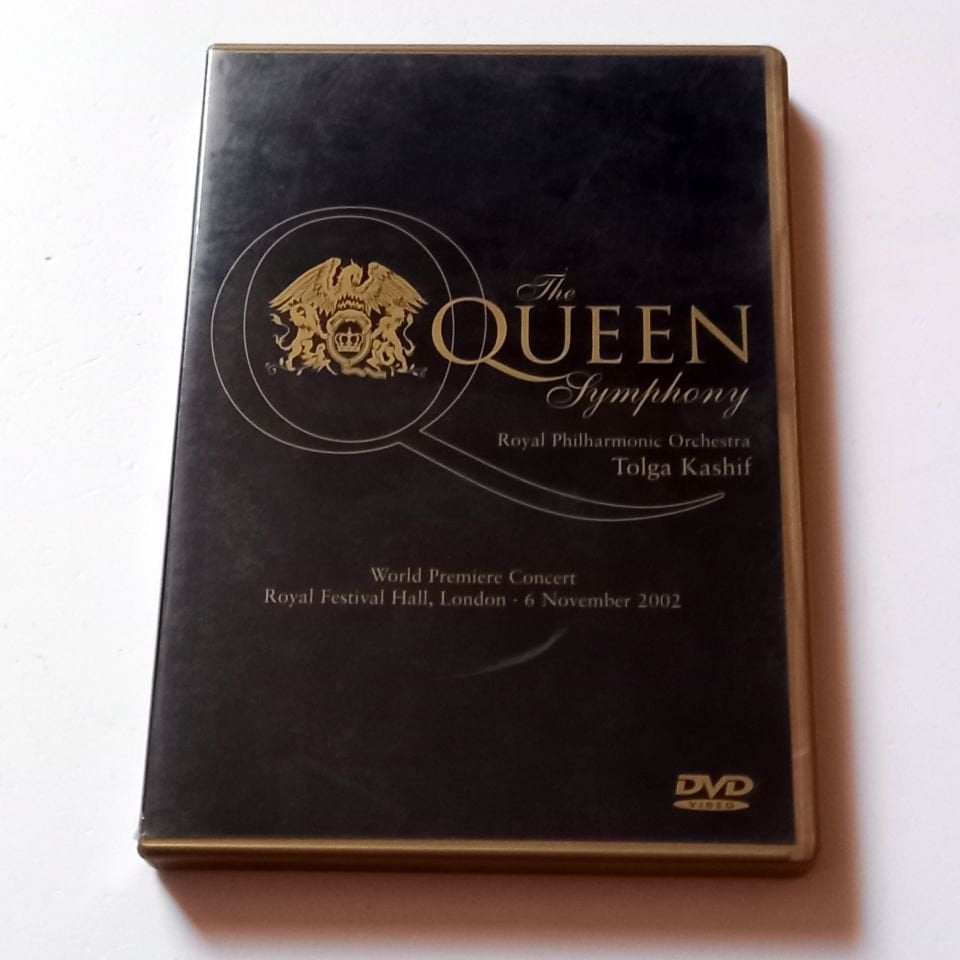 The
QUEEN
Symphony
Royal Philharmonic Orchestra
Tolga Kashif
World Premiere Concert
Royal Festival Hall, London · 6 November 2002
DVD
VIDEO